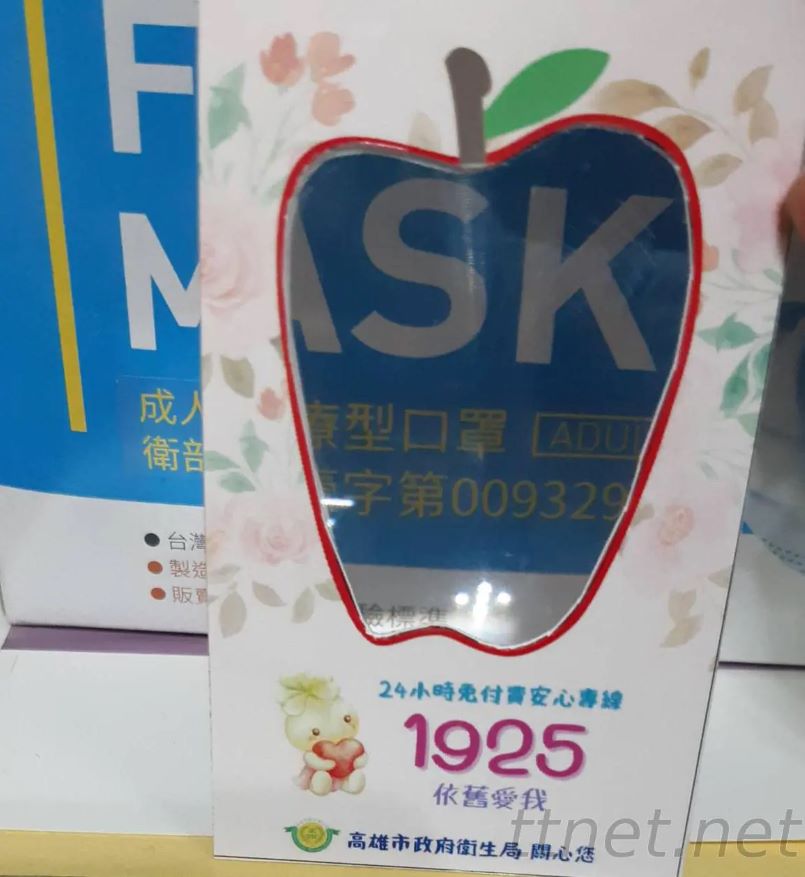 F
M
成人
衛部
台灣
製造
販賣
ASK
療型口罩 ADUL
字第009329
驗標準
24小時免付費安心專線
1925
依舊愛我
高雄市政府衛生局 關心您
ttnet.net